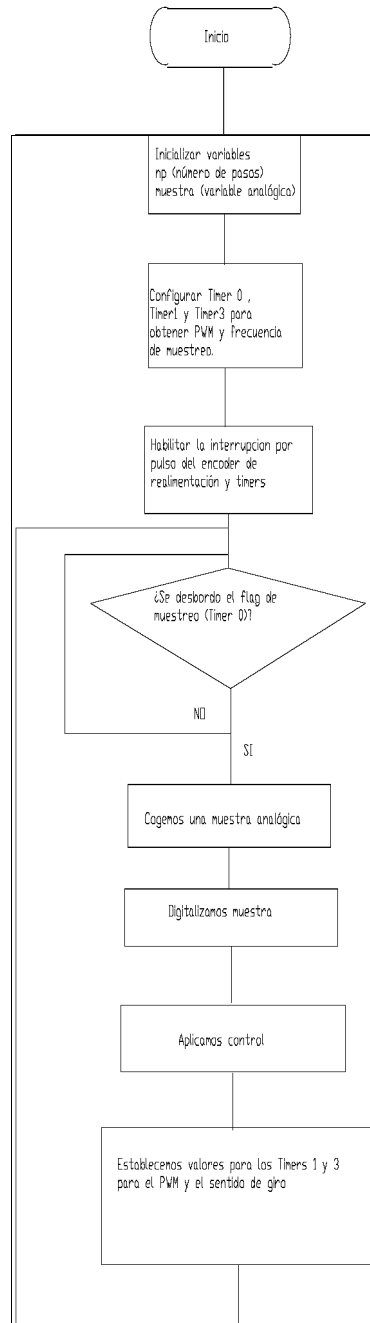 Inicio
Inicializar variables
np (número de pasos)
muestra (variable analógica)
Configurar Timer 0 ,
Timer1 y Timer3 para
obtener PWM y frecuencia
de muestreo.
Habilitar la interrupcion por
pulso del encoder de
realimentación y timers
¿Se desbordo el flag de
muestreo (Timer 0)?
NO
SI
Cogemos una muestra analógica
Digitalizamos muestra
Aplicamos control
Establecemos valores para los Timers 1 y 3
para el PWM y el sentido de giro